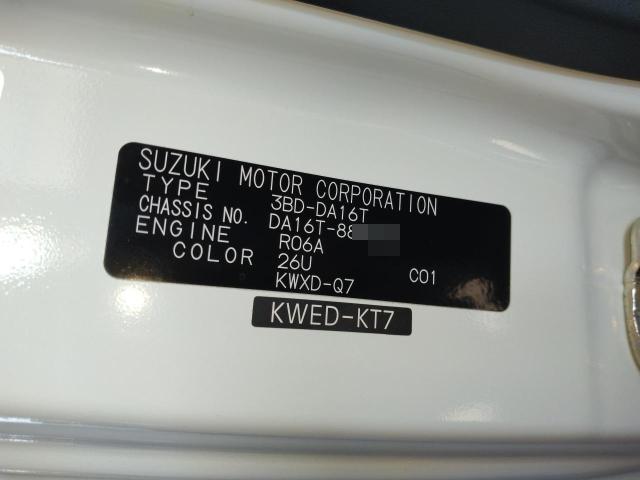 SUZUKI MOTOR CORPORATION
TYPE 3BD-DA16T
CHASSIS NO. DA16T-88
ENGINE R06A
COLOR 26U C01
KWXD-Q7
KWED-KT7